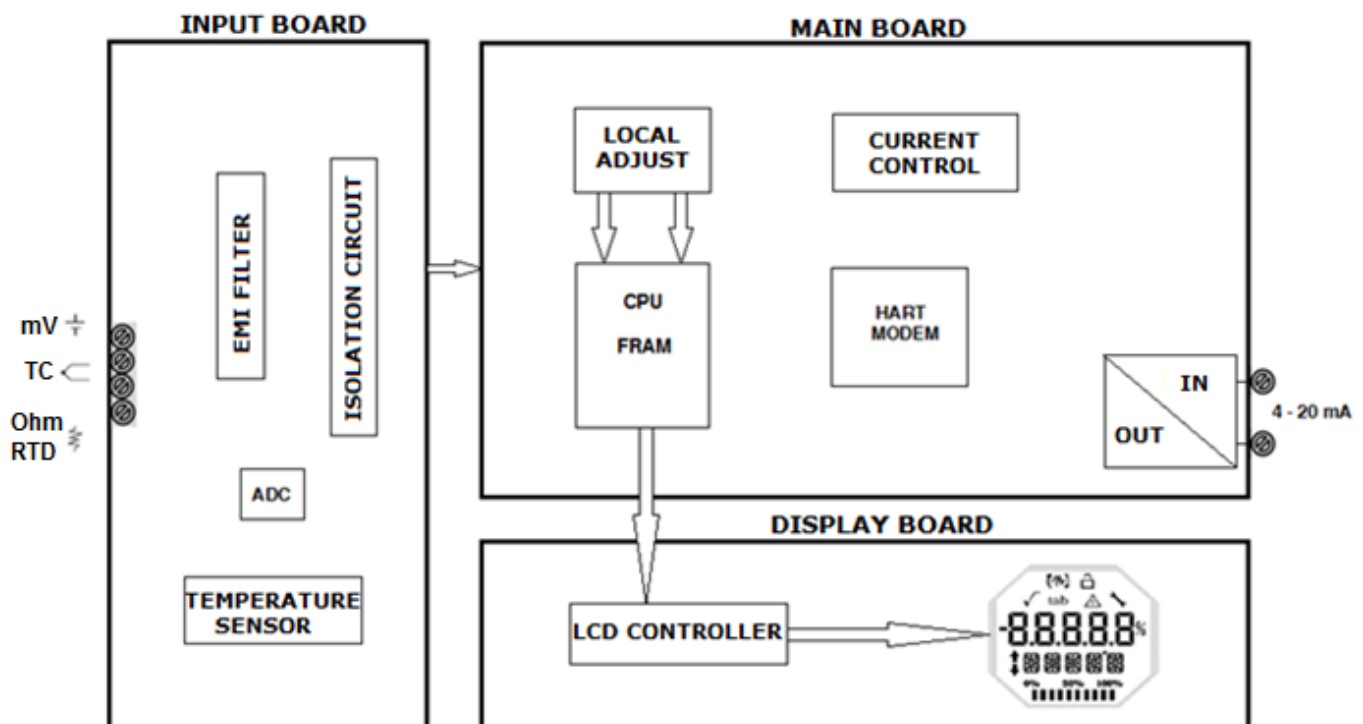 INPUT BOARD
MAIN BOARD
LOCAL
ADJUST
CURRENT
CONTROL
EMI FILTER
ISOLATION CIRCUIT
CPU
FRAM
HART
MODEM
mV
TC
Ohm
RTD
IN
OUT
4 - 20 mA
ADC
DISPLAY BOARD
TEMPERATURE
SENSOR
LCD CONTROLLER
-8.8.8.8.8 %
0% 50% 100%